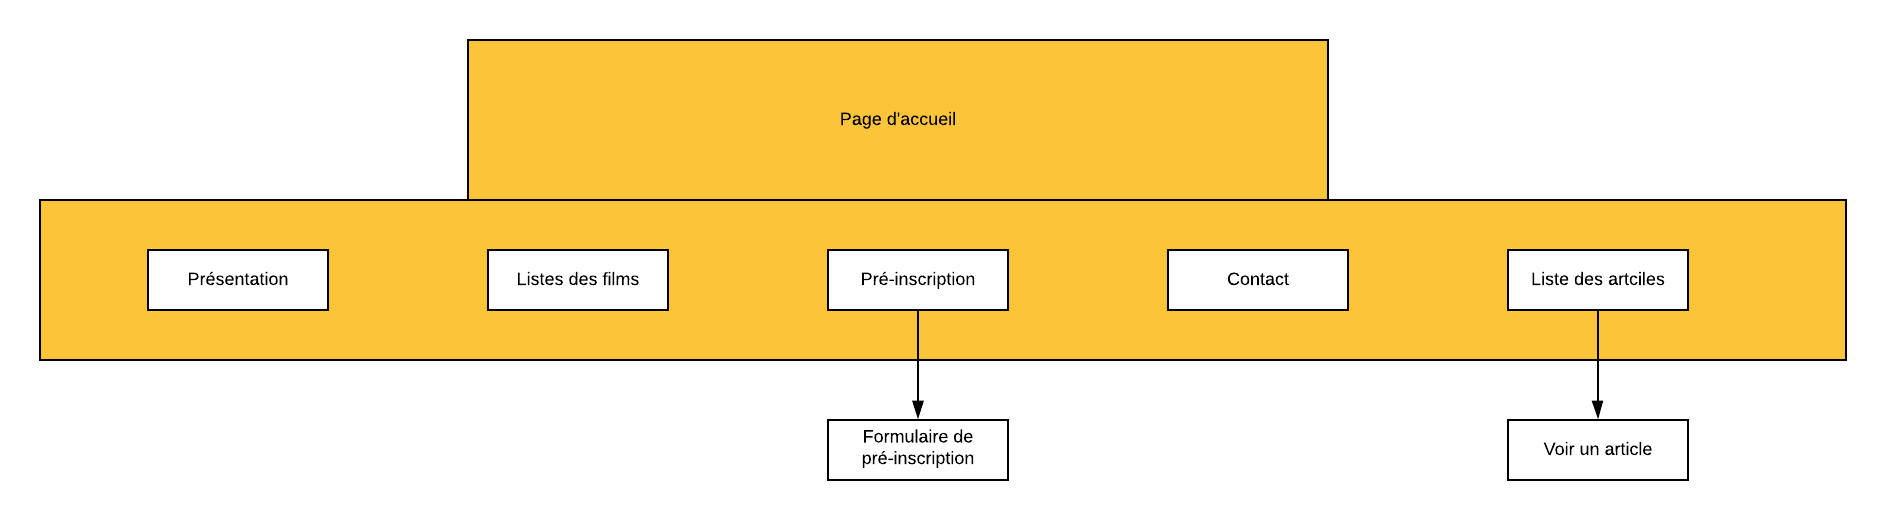 Page d'accueil
Présentation
Listes des films
Pré-inscription
Contact
Liste des artciles
Formulaire de
pré-inscription
Voir un article